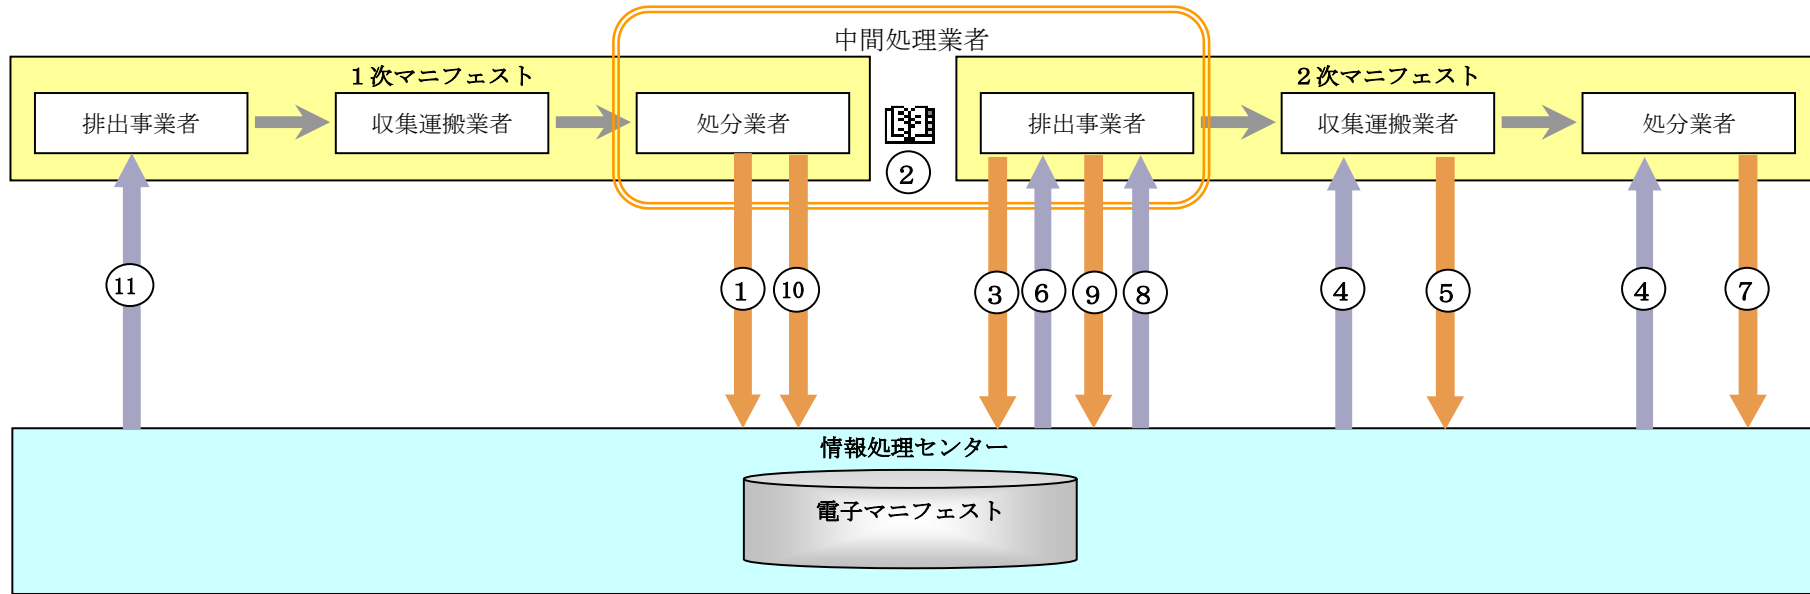 中間処理業者
１次マニフェスト
２次マニフェスト
排出事業者
収集運搬業者
処分業者
排出事業者
収集運搬業者
処分業者
②
⑪
①
⑩
③
⑥
⑨
⑧
④
⑤
④
⑦
情報処理センター
電子マニフェスト